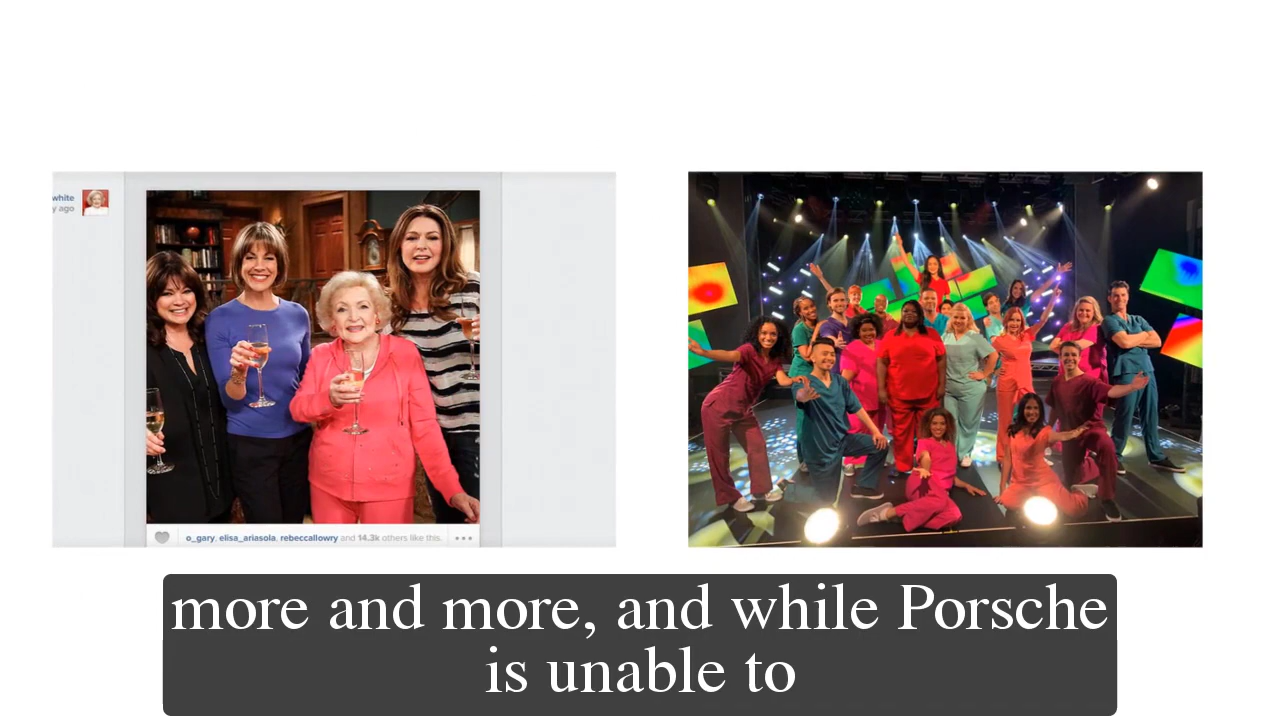 white
y ago
o_gary, elisa_ariasola, rebeccallowry and 14.3k others like this.
more and more, and while Porsche
is unable to